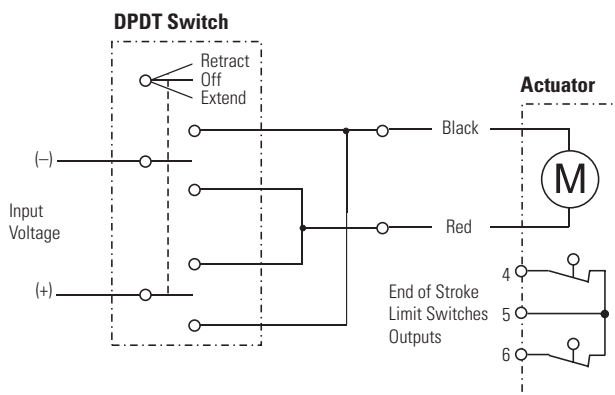 DPDT Switch
Retract
Off
Extend
Actuator
(–)
Black
M
Input
Voltage
Red
(+)
End of Stroke
Limit Switches
Outputs
4
5
6